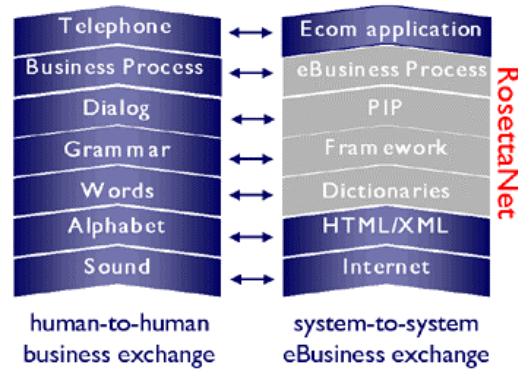 Telephone
Ecom application
Business Process
eBusiness Process
Dialog
PIP
Grammar
Framework
Words
Dictionaries
Alphabet
HTML/XML
Sound
Internet
RosettaNet
human-to-human
business exchange
system-to-system
eBusiness exchange